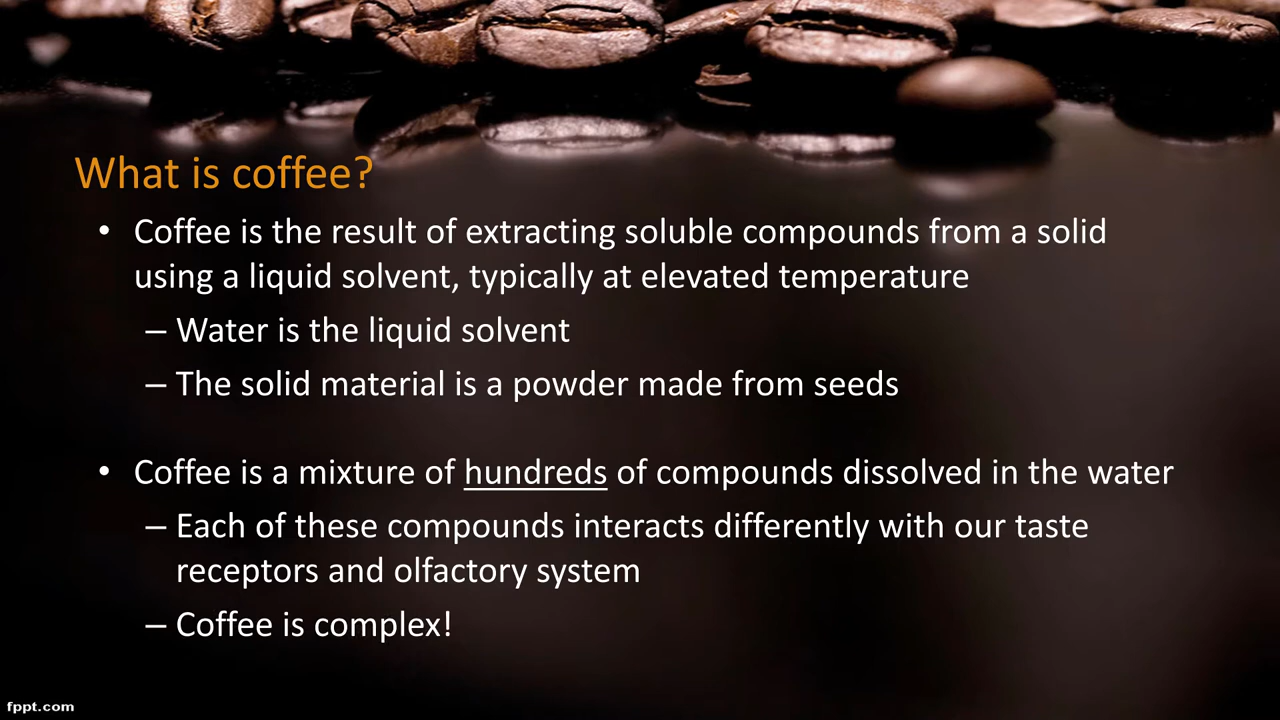 What is coffee?
• Coffee is the result of extracting soluble compounds from a solid
using a liquid solvent, typically at elevated temperature
– Water is the liquid solvent
– The solid material is a powder made from seeds
• Coffee is a mixture of hundreds of compounds dissolved in the water
– Each of these compounds interacts differently with our taste
receptors and olfactory system
– Coffee is complex!
fppt.com